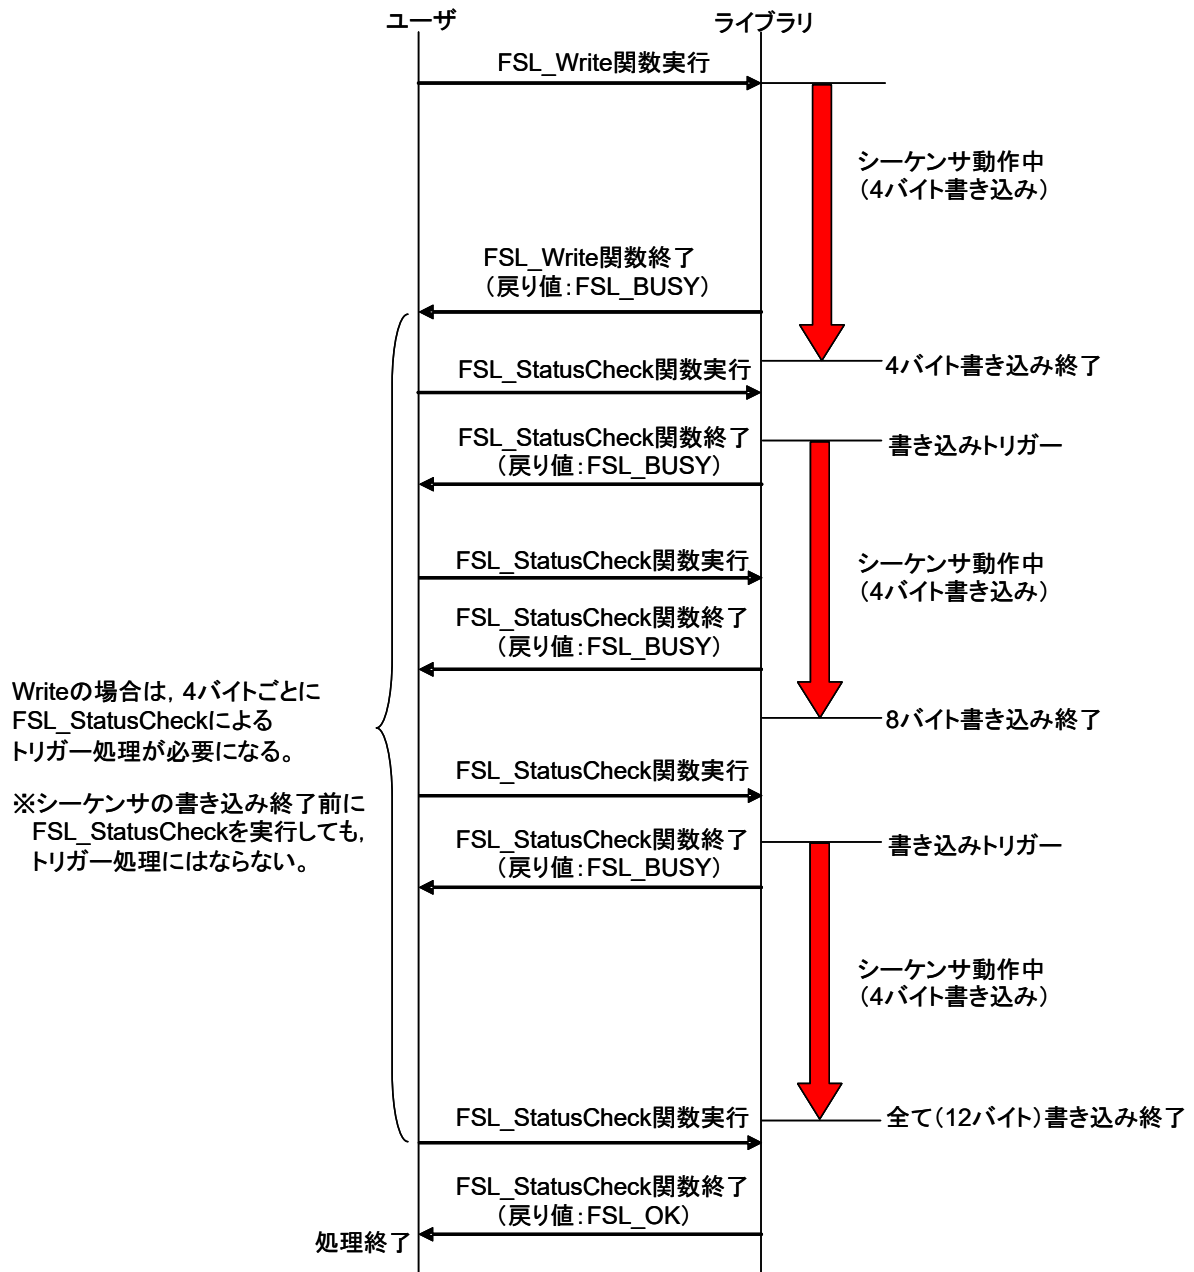 ユーザ
ライブラリ
FSL_Write関数実行
シーケンサ動作中
（4バイト書き込み）
FSL_Write関数終了
（戻り値：FSL_BUSY）
4バイト書き込み終了
FSL_StatusCheck関数実行
FSL_StatusCheck関数終了
（戻り値：FSL_BUSY）
書き込みトリガー
FSL_StatusCheck関数実行
シーケンサ動作中
（4バイト書き込み）
FSL_StatusCheck関数終了
（戻り値：FSL_BUSY）
Writeの場合は，4バイトごとに
FSL_StatusCheckによる
トリガー処理が必要になる。
8バイト書き込み終了
FSL_StatusCheck関数実行
※シーケンサの書き込み終了前に
FSL_StatusCheckを実行しても，
トリガー処理にはならない。
FSL_StatusCheck関数終了
（戻り値：FSL_BUSY）
書き込みトリガー
シーケンサ動作中
（4バイト書き込み）
FSL_StatusCheck関数実行
全て（12バイト）書き込み終了
FSL_StatusCheck関数終了
（戻り値：FSL_OK）
処理終了